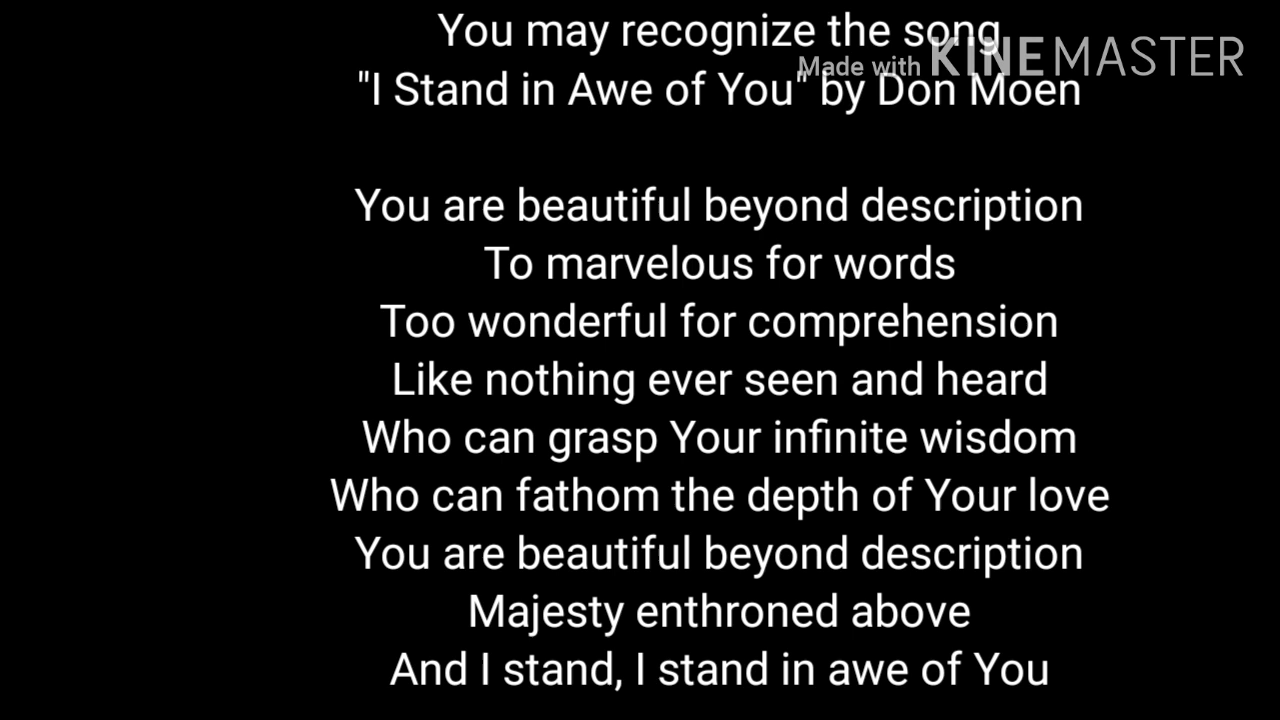 You may recognize the song
Made with KINEMASTER
"I Stand in Awe of You" by Don Moen
You are beautiful beyond description
To marvelous for words
Too wonderful for comprehension
Like nothing ever seen and heard
Who can grasp Your infinite wisdom
Who can fathom the depth of Your love
You are beautiful beyond description
Majesty enthroned above
And I stand, I stand in awe of You